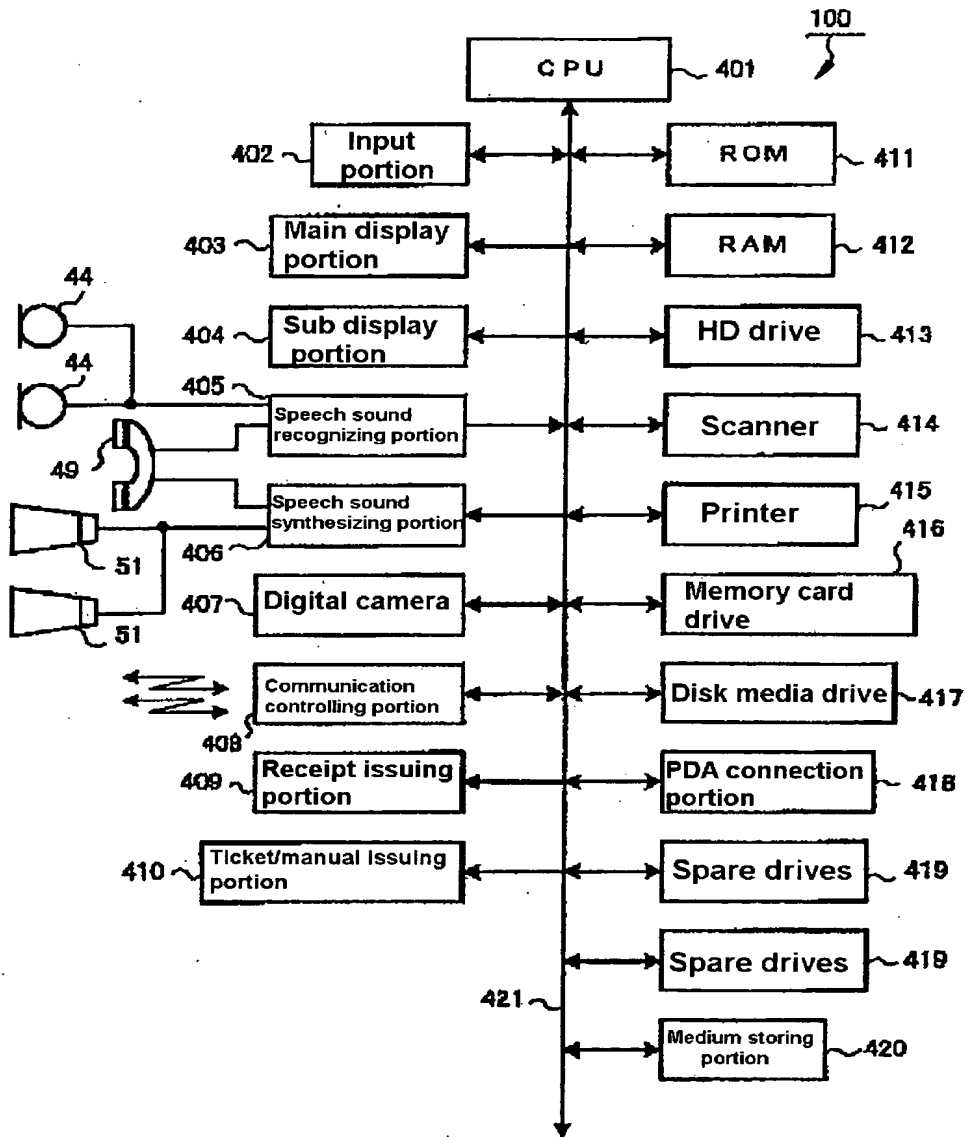 100
CPU
401
402
Input
portion
ROM
411
403
Main display
portion
RAM
412
44
404
Sub display
portion
HD drive
413
44
405
Speech sound
recognizing portion
Scanner
414
49
Speech sound
synthesizing portion
406
Printer
415
51
51
407
Digital camera
416
Memory card
drive
Communication
controlling portion
408
Disk media drive
417
409
Receipt issuing
portion
PDA connection
portion
418
410
Ticket/manual issuing
portion
Spare drives
419
Spare drives
419
421
Medium storing
portion
420